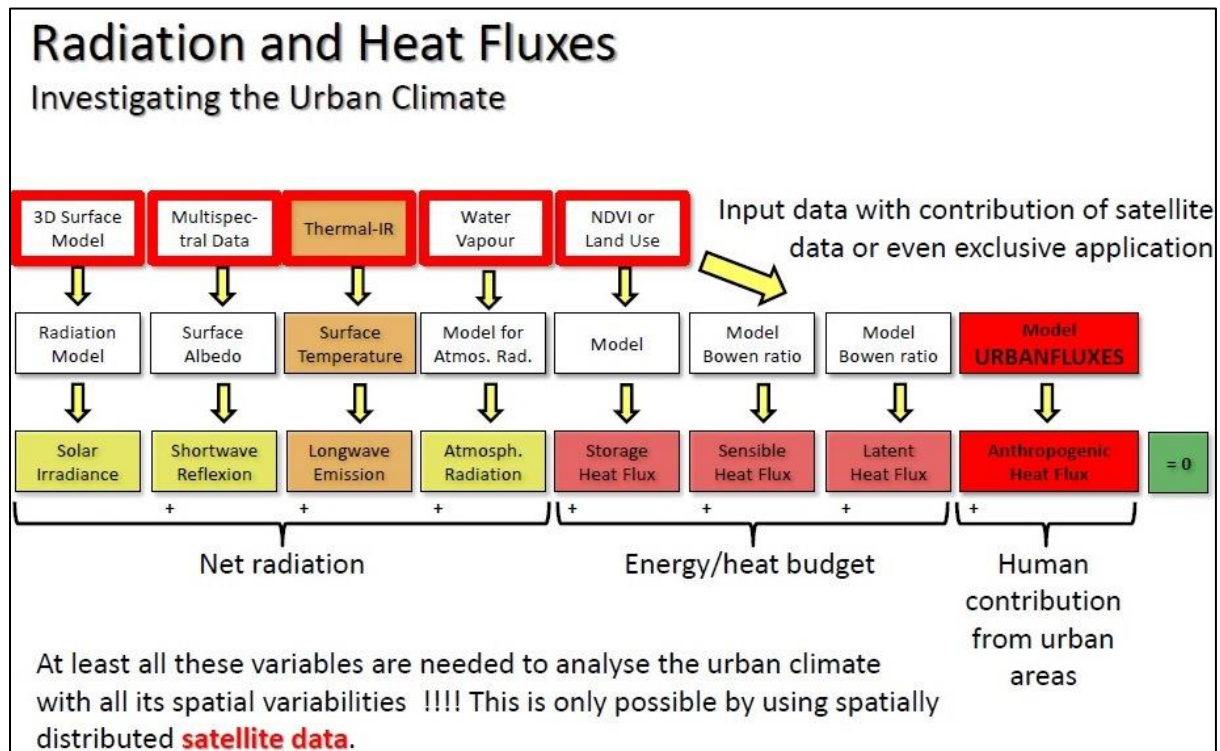 Radiation and Heat Fluxes
Investigating the Urban Climate
3D Surface
Model
Multispec-
tral Data
Thermal-IR
Water
Vapour
NDVI or
Land Use
Input data with contribution of satellite
data or even exclusive application
Radiation
Model
Surface
Albedo
Surface
Temperature
Model for
Atmos. Rad.
Model
Model
Bowen ratio
Model
Bowen ratio
Model
URBANFLUXES
Solar
Irradiance
Shortwave
Reflexion
Longwave
Emission
Atmosph.
Radiation
Storage
Heat Flux
Sensible
Heat Flux
Latent
Heat Flux
Anthropogenic
Heat Flux
= 0
+ + + + + + +
Net radiation
Energy/heat budget
Human
contribution
from urban
areas
At least all these variables are needed to analyse the urban climate
with all its spatial variabilities !!!! This is only possible by using spatially
distributed satellite data.